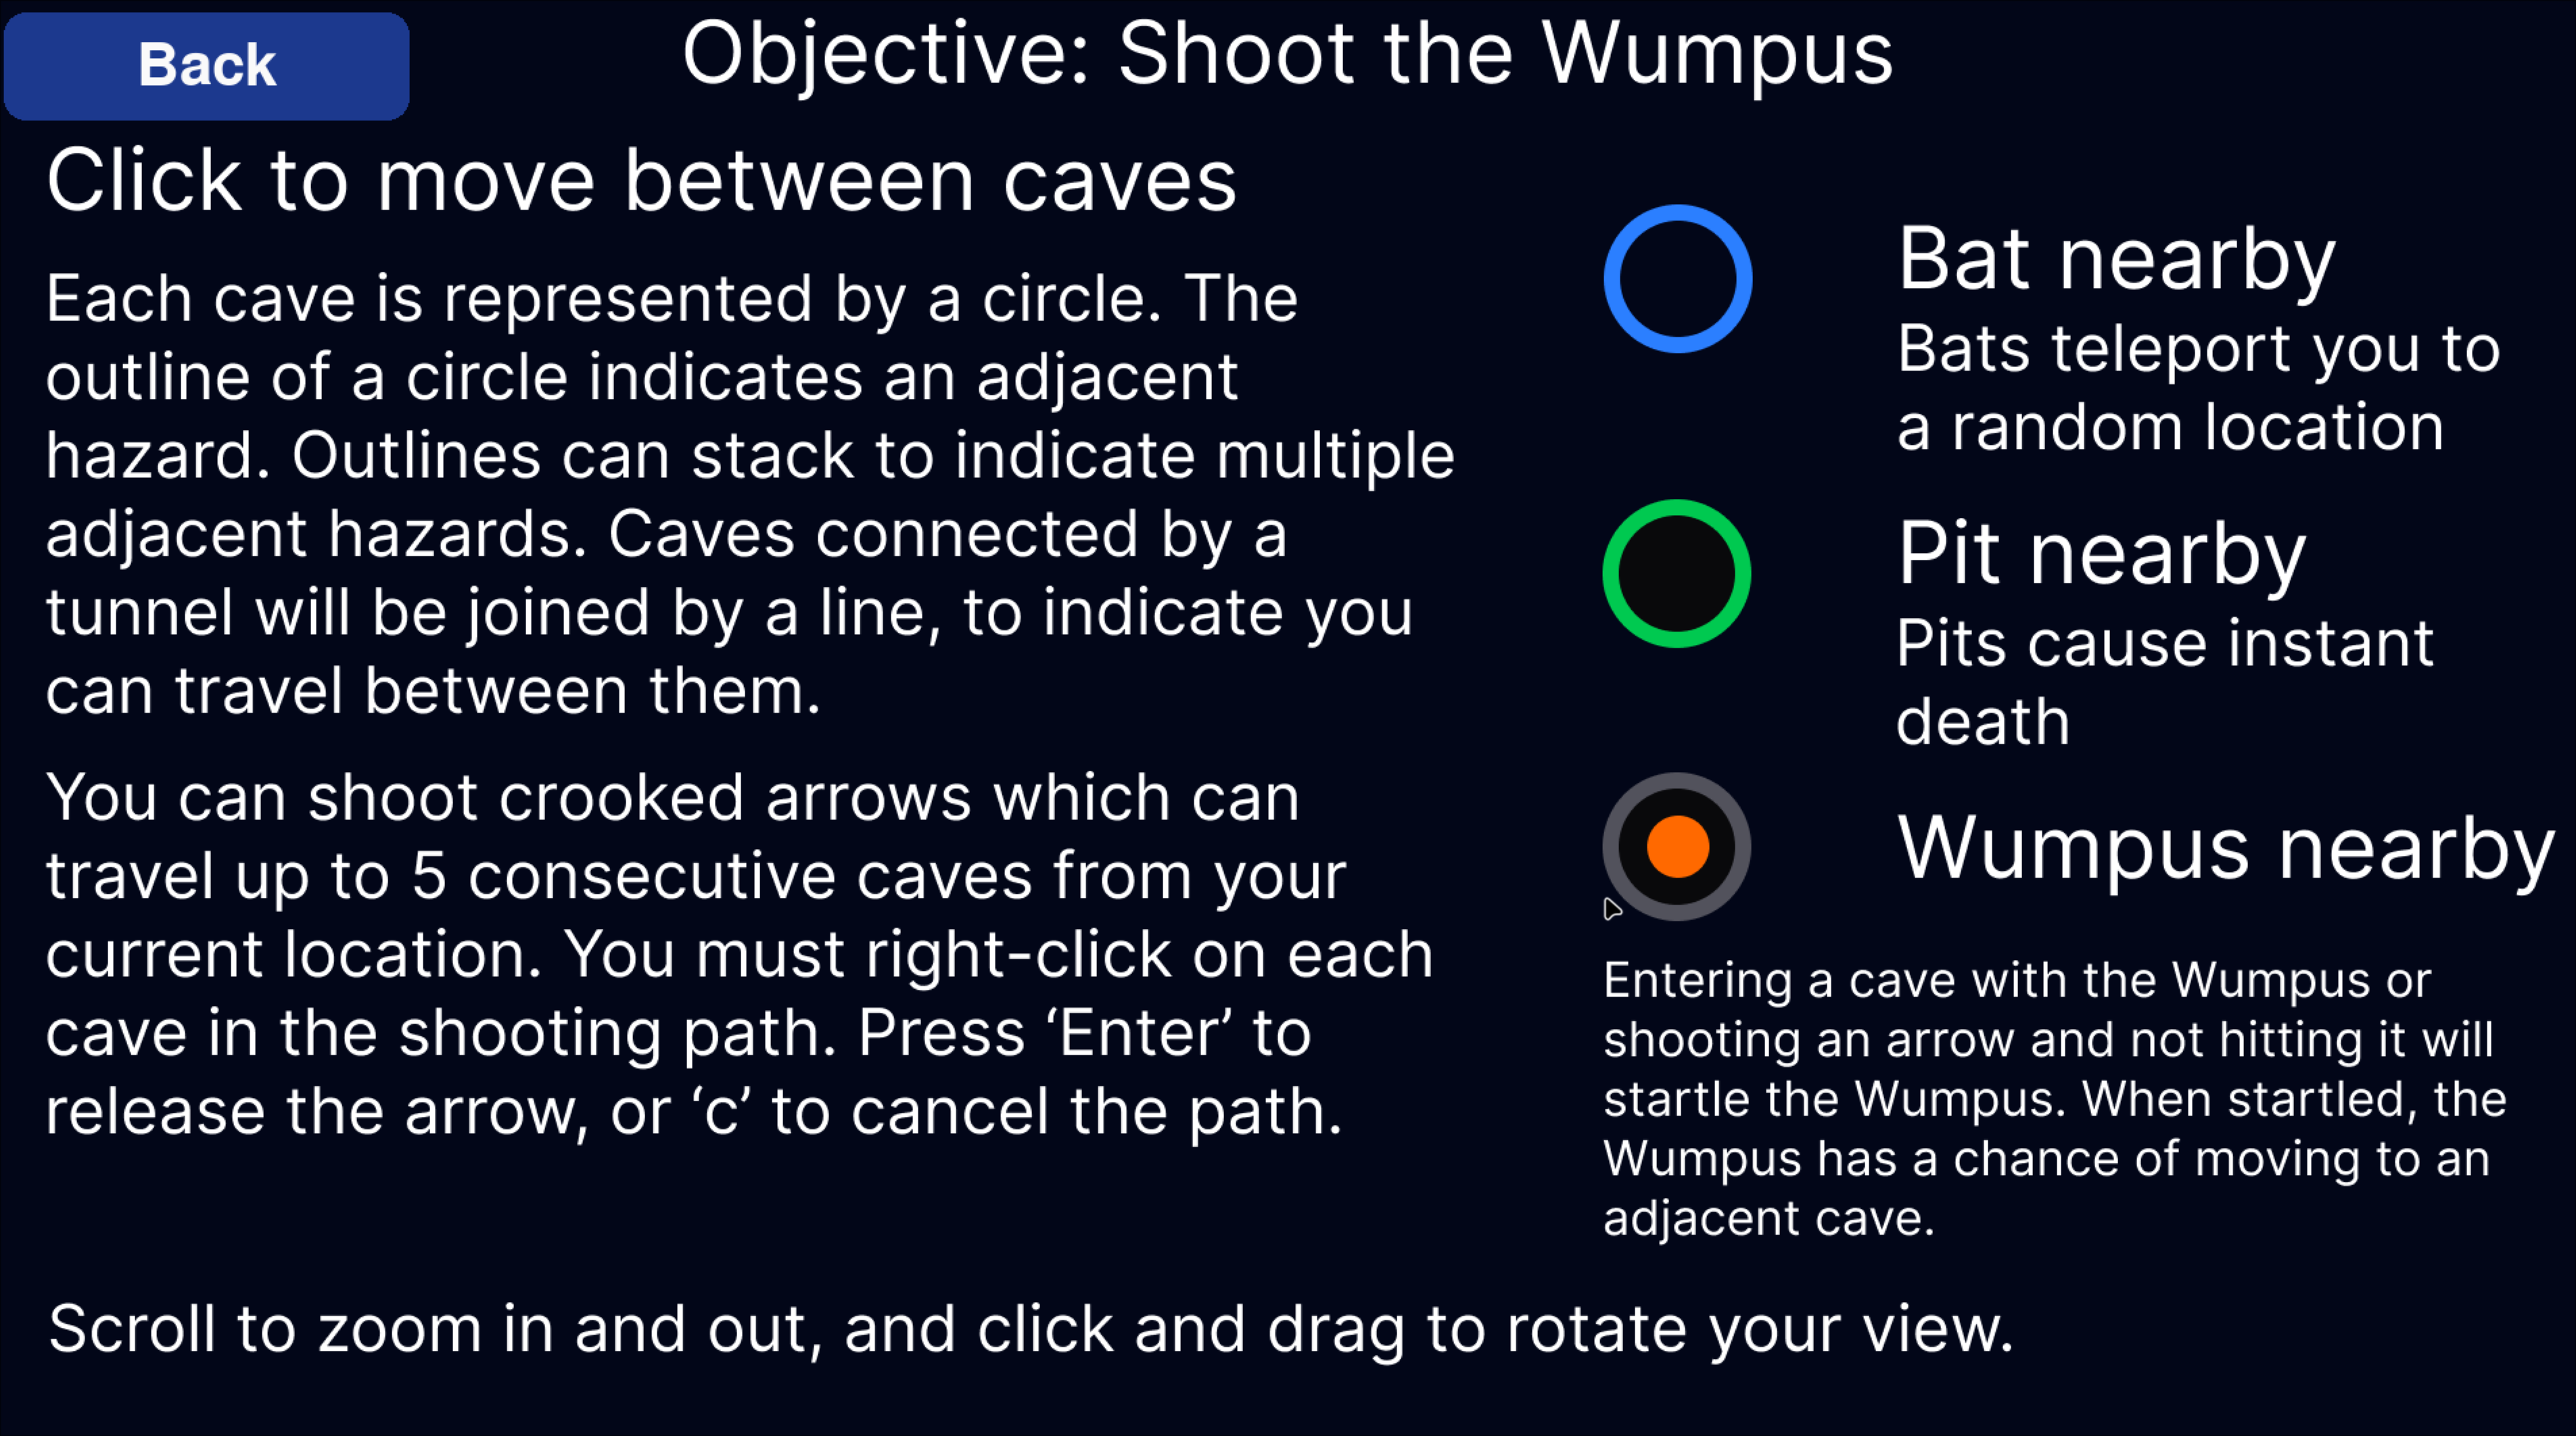 Back
Objective: Shoot the Wumpus
Click to move between caves
Each cave is represented by a circle. The
outline of a circle indicates an adjacent
hazard. Outlines can stack to indicate multiple
adjacent hazards. Caves connected by a
tunnel will be joined by a line, to indicate you
can travel between them.
You can shoot crooked arrows which can
travel up to 5 consecutive caves from your
current location. You must right-click on each
cave in the shooting path. Press ‘Enter’ to
release the arrow, or ‘c’ to cancel the path.
Bat nearby
Bats teleport you to
a random location
Pit nearby
Pits cause instant
death
Wumpus nearby
Entering a cave with the Wumpus or
shooting an arrow and not hitting it will
startle the Wumpus. When startled, the
Wumpus has a chance of moving to an
adjacent cave.
Scroll to zoom in and out, and click and drag to rotate your view.